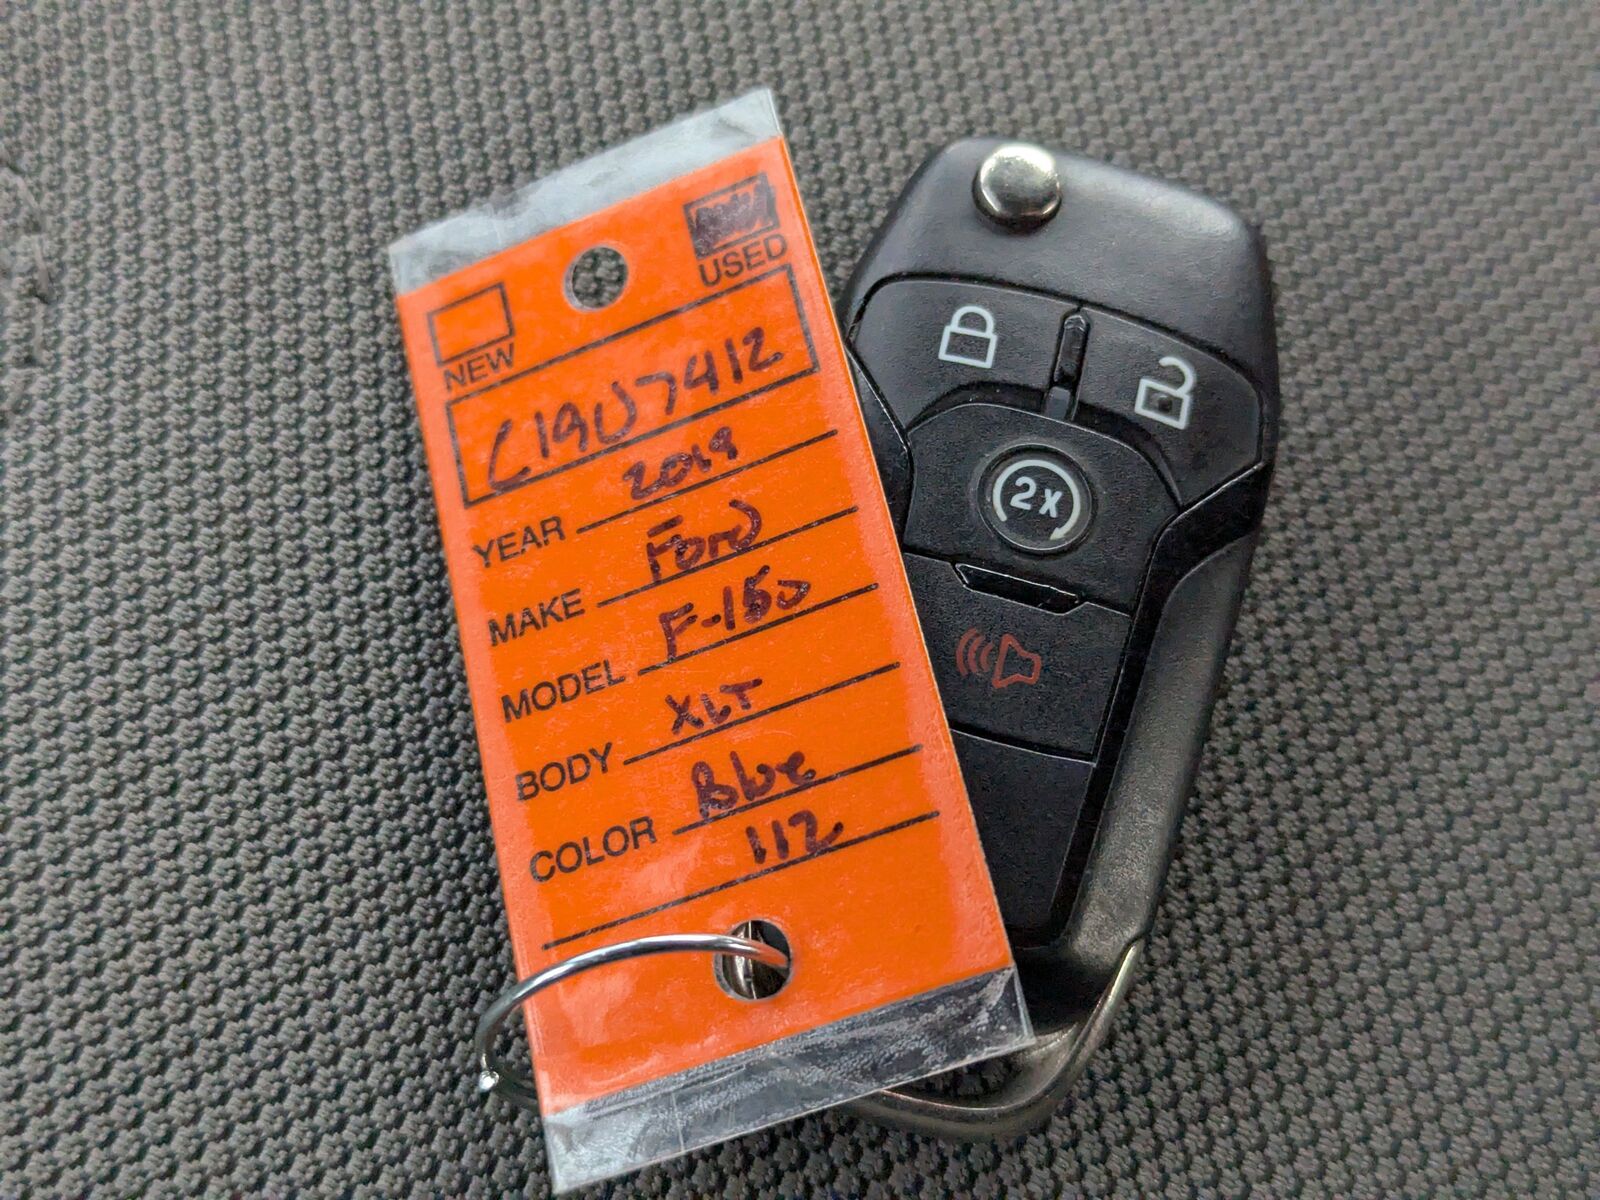 USED
NEW
C19U7412
YEAR 2019
MAKE Ford
MODEL F-150
BODY XLT
COLOR Blue
112
2x